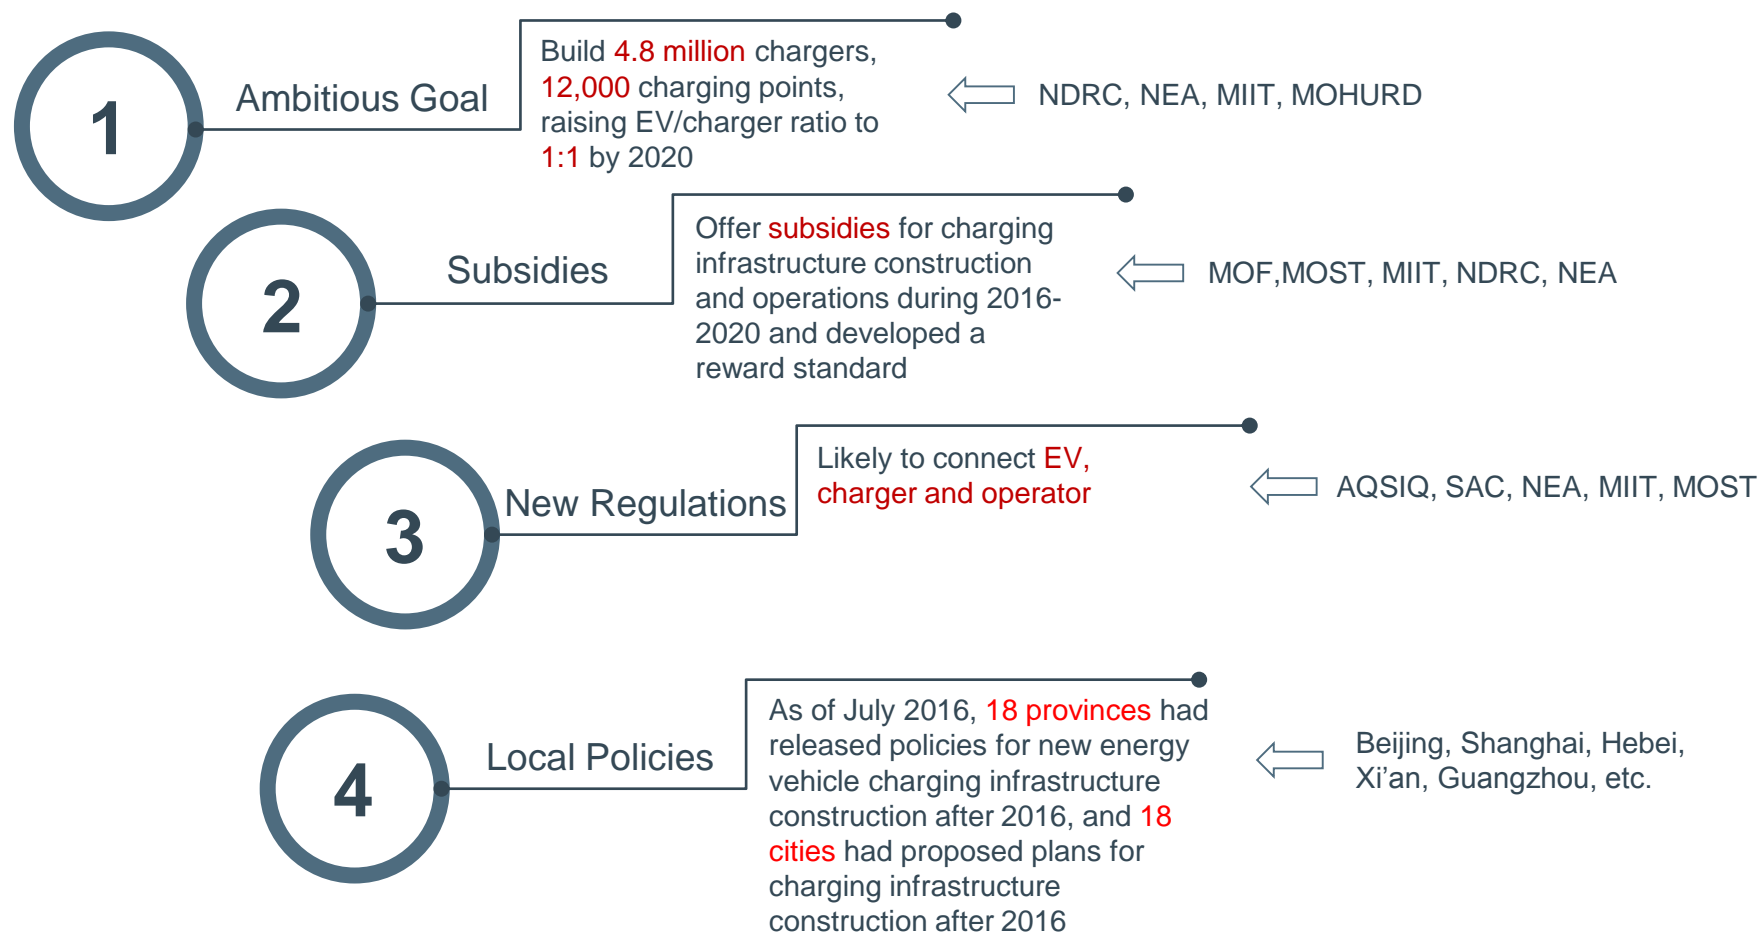 1
Ambitious Goal
Build 4.8 million chargers,
12,000 charging points,
raising EV/charger ratio to
1:1 by 2020
NDRC, NEA, MIIT, MOHURD
2
Subsidies
Offer subsidies for charging
infrastructure construction
and operations during 2016-
2020 and developed a
reward standard
MOF,MOST, MIIT, NDRC, NEA
3
New Regulations
Likely to connect EV,
charger and operator
AQSIQ, SAC, NEA, MIIT, MOST
4
Local Policies
As of July 2016, 18 provinces had
released policies for new energy
vehicle charging infrastructure
construction after 2016, and 18
cities had proposed plans for
charging infrastructure
construction after 2016
Beijing, Shanghai, Hebei,
Xi’an, Guangzhou, etc.